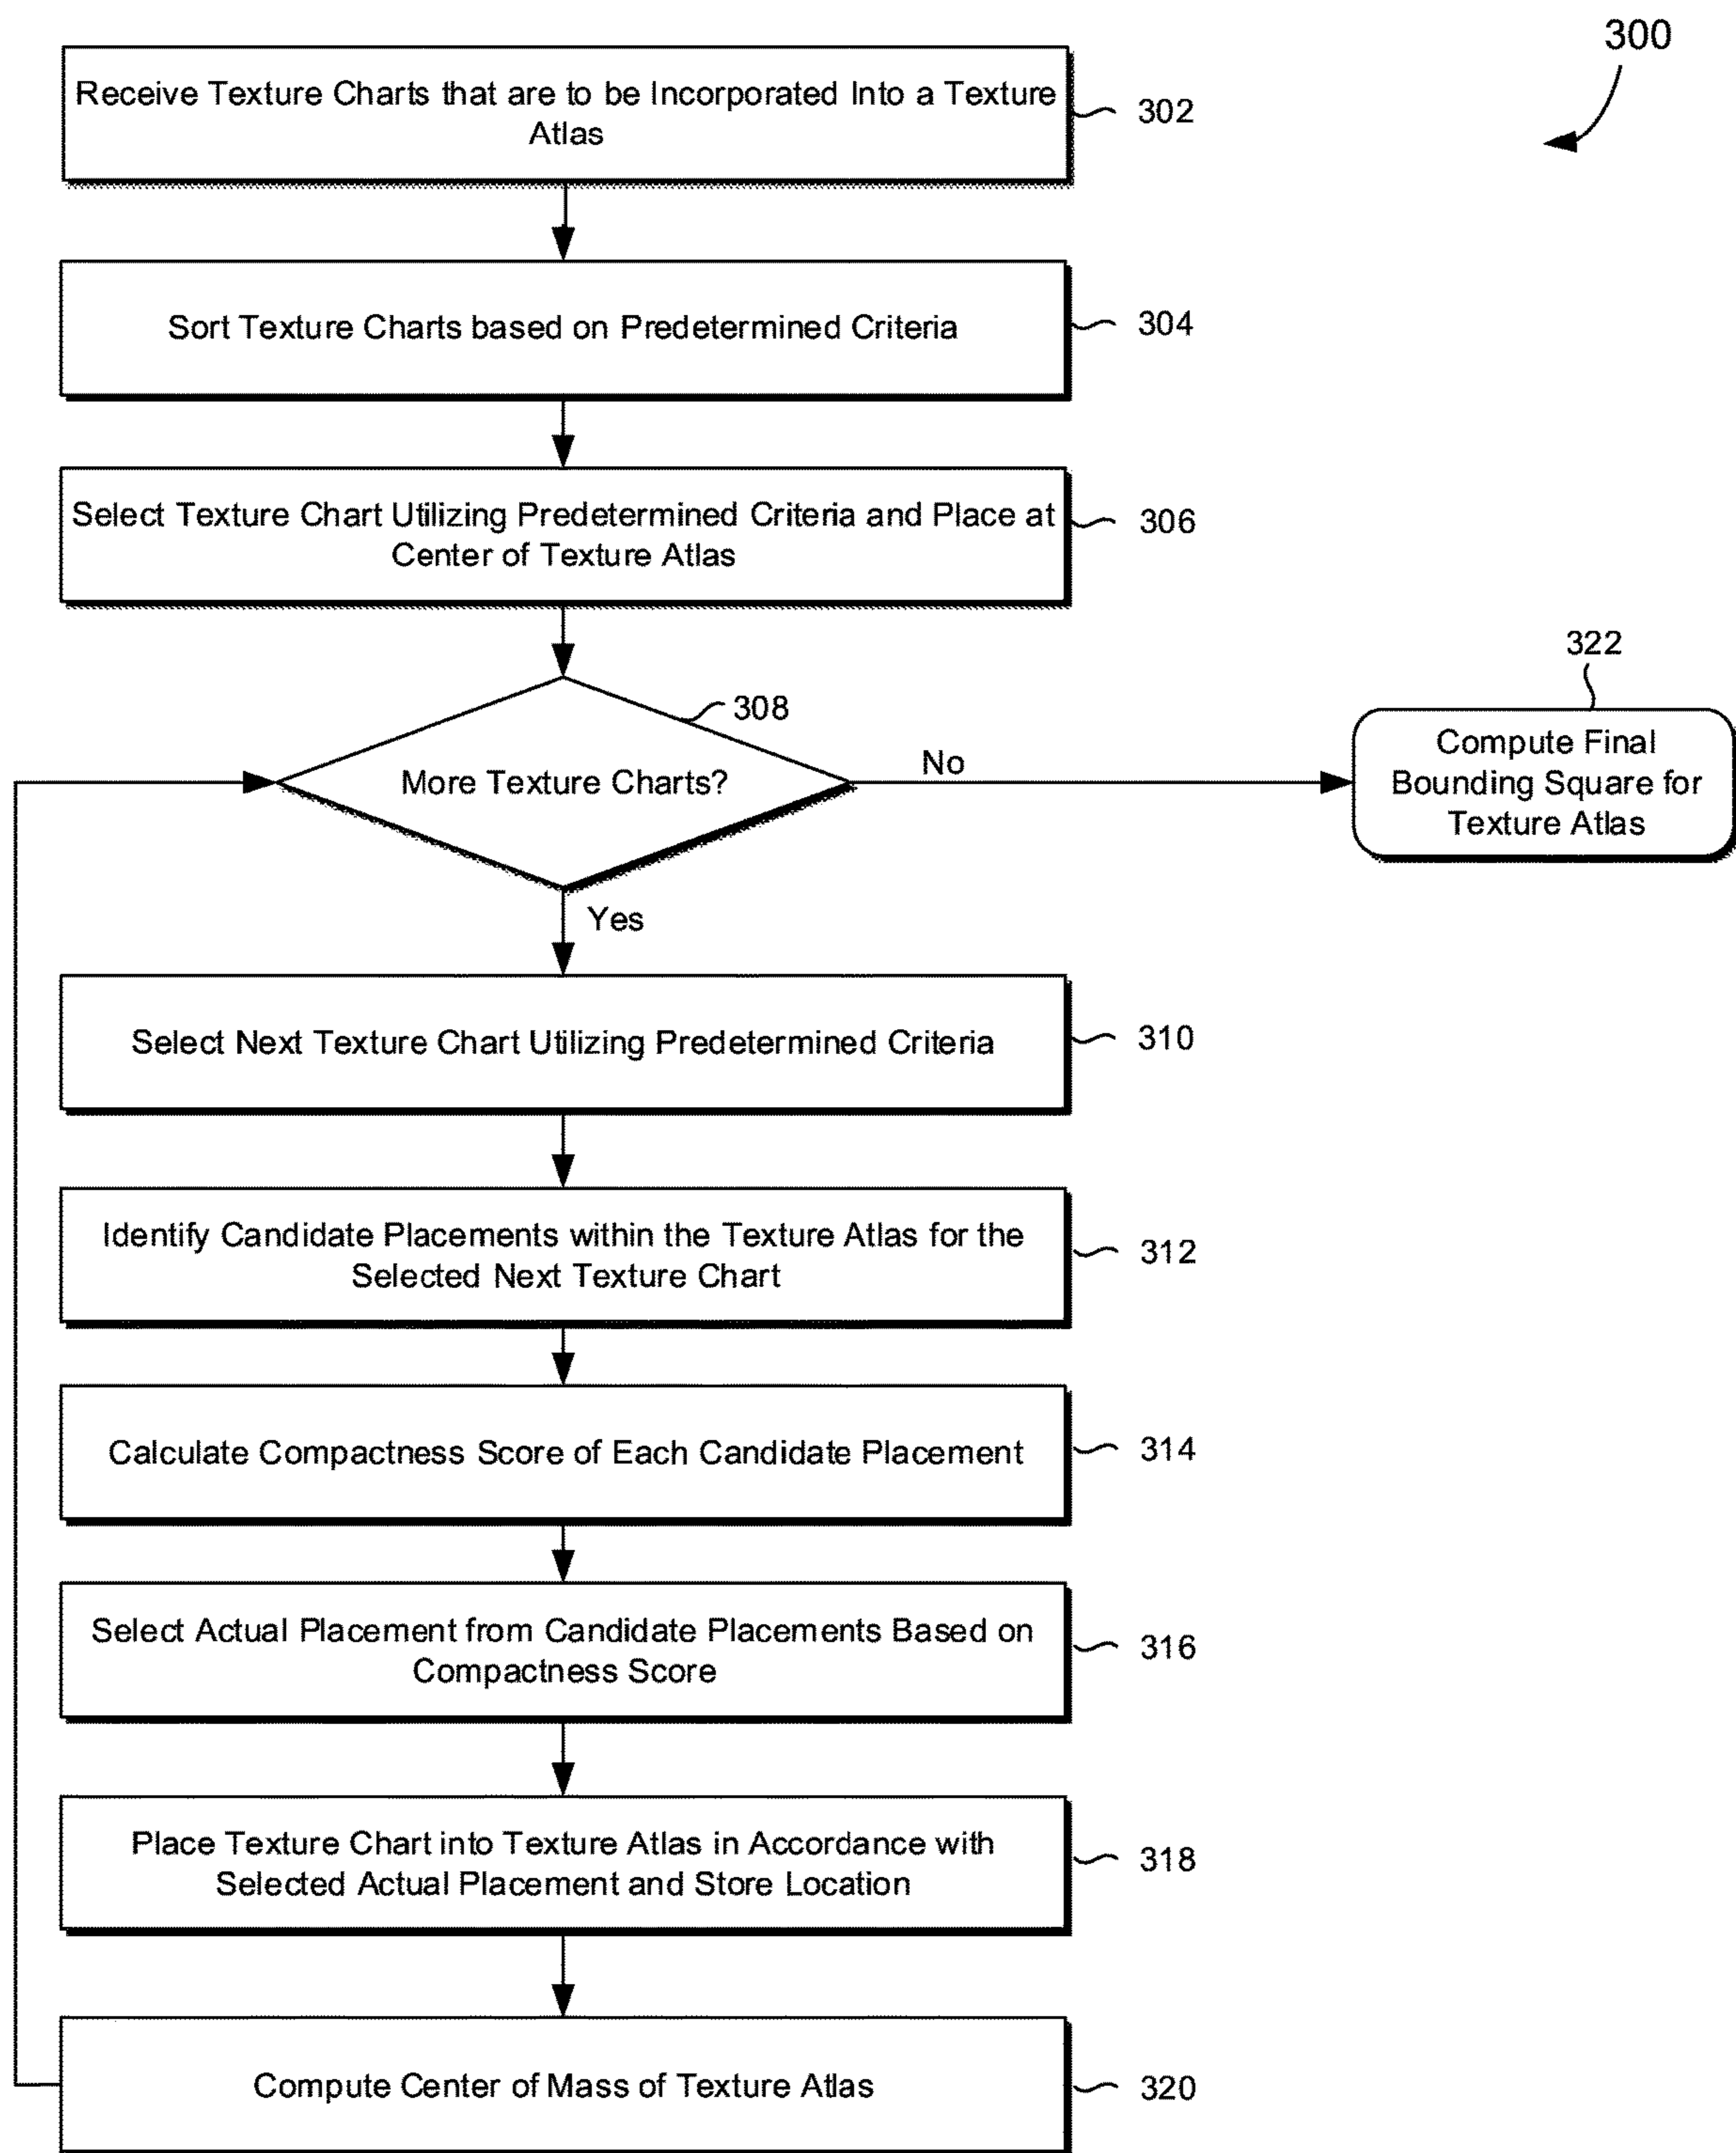 300
Receive Texture Charts that are to be Incorporated Into a Texture
Atlas
302
Sort Texture Charts based on Predetermined Criteria
304
Select Texture Chart Utilizing Predetermined Criteria and Place at
Center of Texture Atlas
306
308
More Texture Charts?
No
322
Compute Final
Bounding Square for
Texture Atlas
Yes
Select Next Texture Chart Utilizing Predetermined Criteria
310
Identify Candidate Placements within the Texture Atlas for the
Selected Next Texture Chart
312
Calculate Compactness Score of Each Candidate Placement
314
Select Actual Placement from Candidate Placements Based on
Compactness Score
316
Place Texture Chart into Texture Atlas in Accordance with
Selected Actual Placement and Store Location
318
Compute Center of Mass of Texture Atlas
320